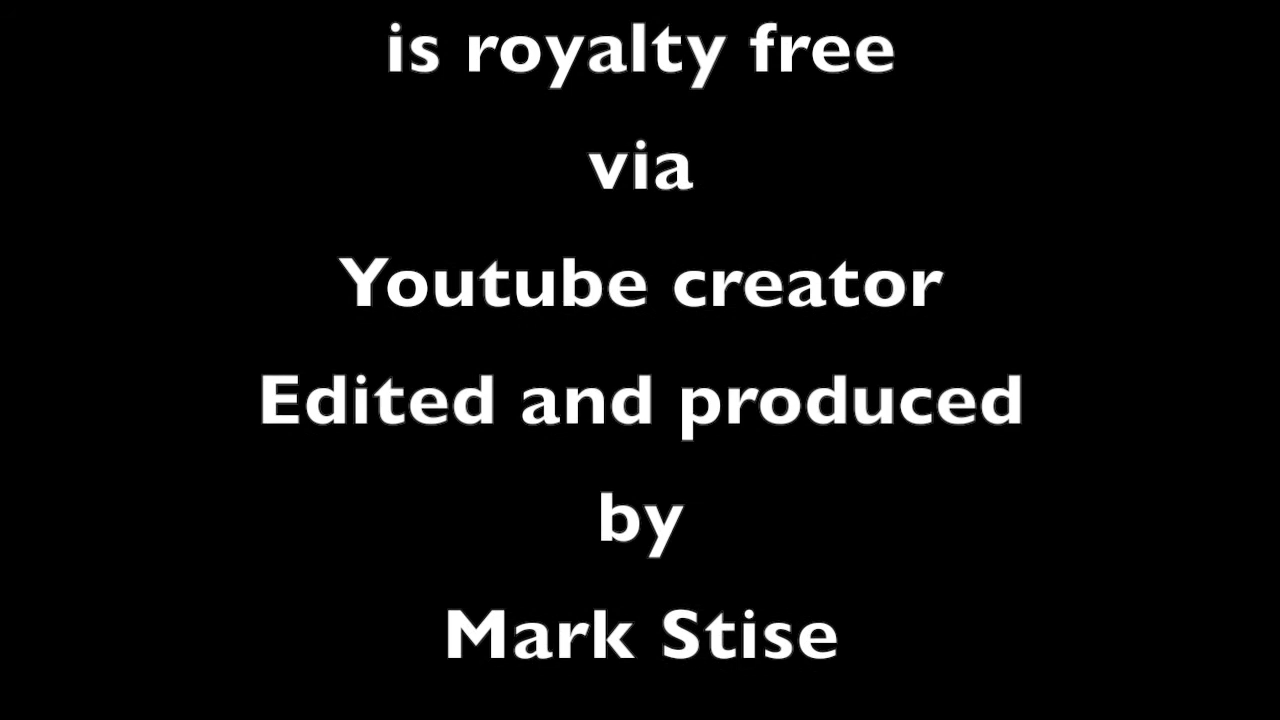 is royalty free
via
Youtube creator
Edited and produced
by
Mark Stise